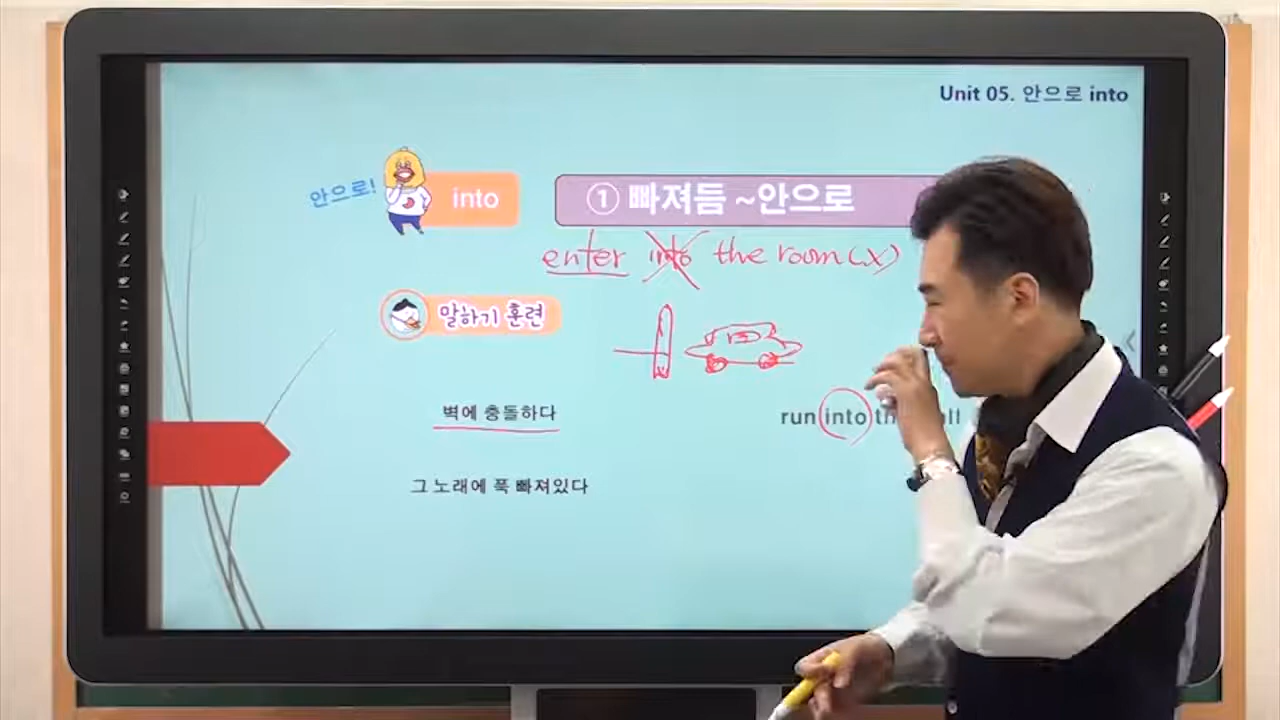 Unit 05. 안으로 into
안으로!
into
① 빠져듬 ~안으로
enter into the room(X)
말하기 훈련
벽에 충돌하다
run into
그 노래에 푹 빠져있다